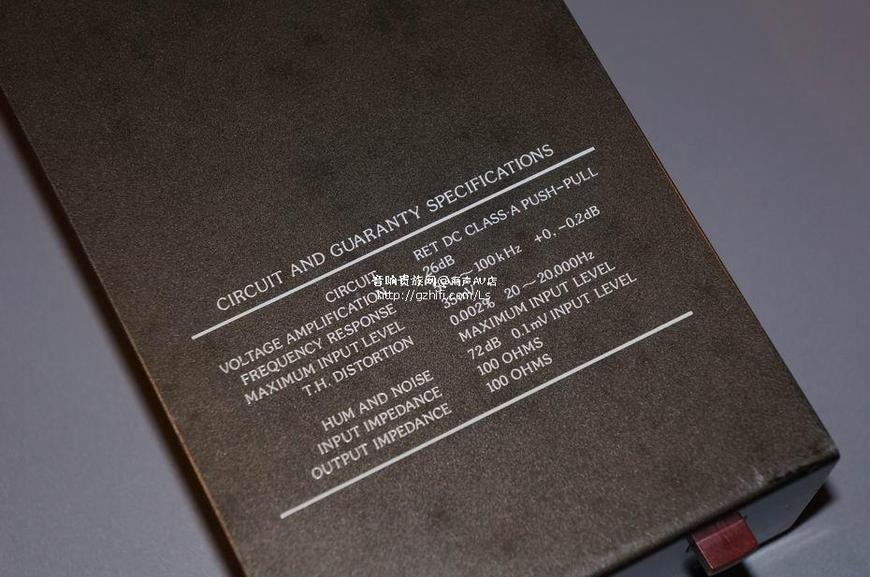 CIRCUIT AND GUARANTY SPECIFICATIONS
CIRCUIT RET DC CLASS·A PUSH-PULL
VOLTAGE AMPLIFICATION 26dB
FREQUENCY RESPONSE ~100kHz +0, -0.2dB
MAXIMUM INPUT LEVEL
T.H. DISTORTION 0.002% 20~20.000Hz
MAXIMUM INPUT LEVEL
HUM AND NOISE 72dB 0.1mV INPUT LEVEL
INPUT IMPEDANCE 100 OHMS
OUTPUT IMPEDANCE 100 OHMS
音响贵族网@商声AV店
http://gzhifi.com/Ls